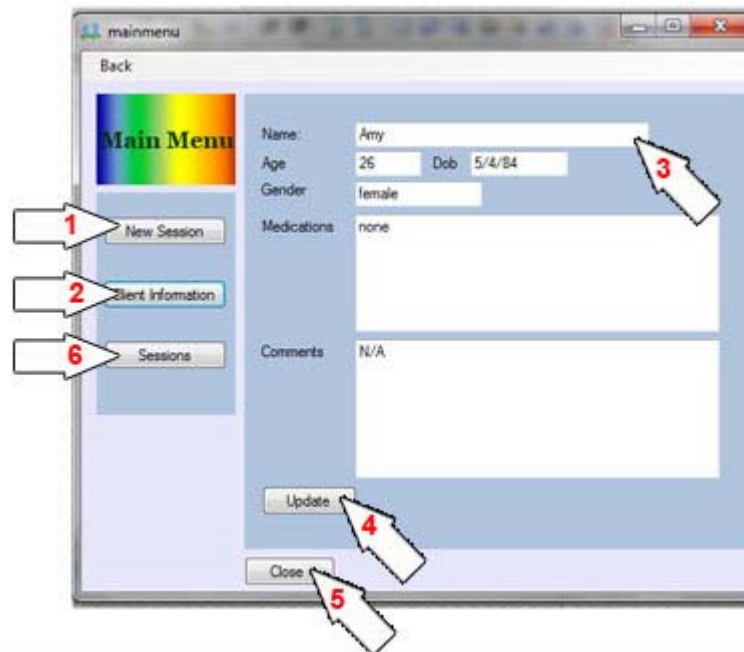 mainmenu
Back
Main Menu
Name: Amy
3
Age 26 Dob 5/4/84
Gender female
1 New Session
Medications none
2 Client Information
6 Sessions
Comments N/A
Update
4
Close
5